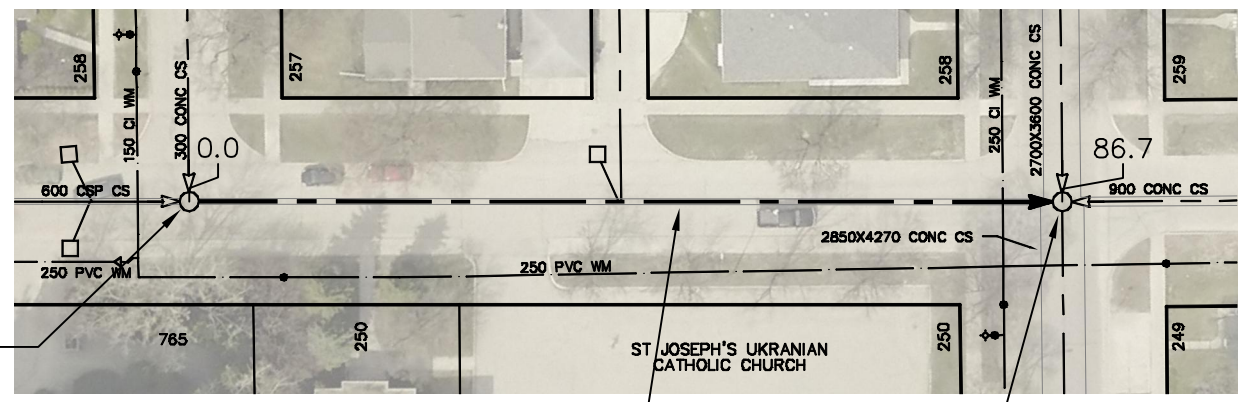 258
150 CI WM
300 CONC CS
0.0
257
258
250 CI WM
2700X3600 CONC CS
86.7
259
600 CSP CS
900 CONC CS
2850X4270 CONC CS
250 PVC WM
250 PVC WM
765
250
ST JOSEPH'S UKRANIAN
CATHOLIC CHURCH
250
249